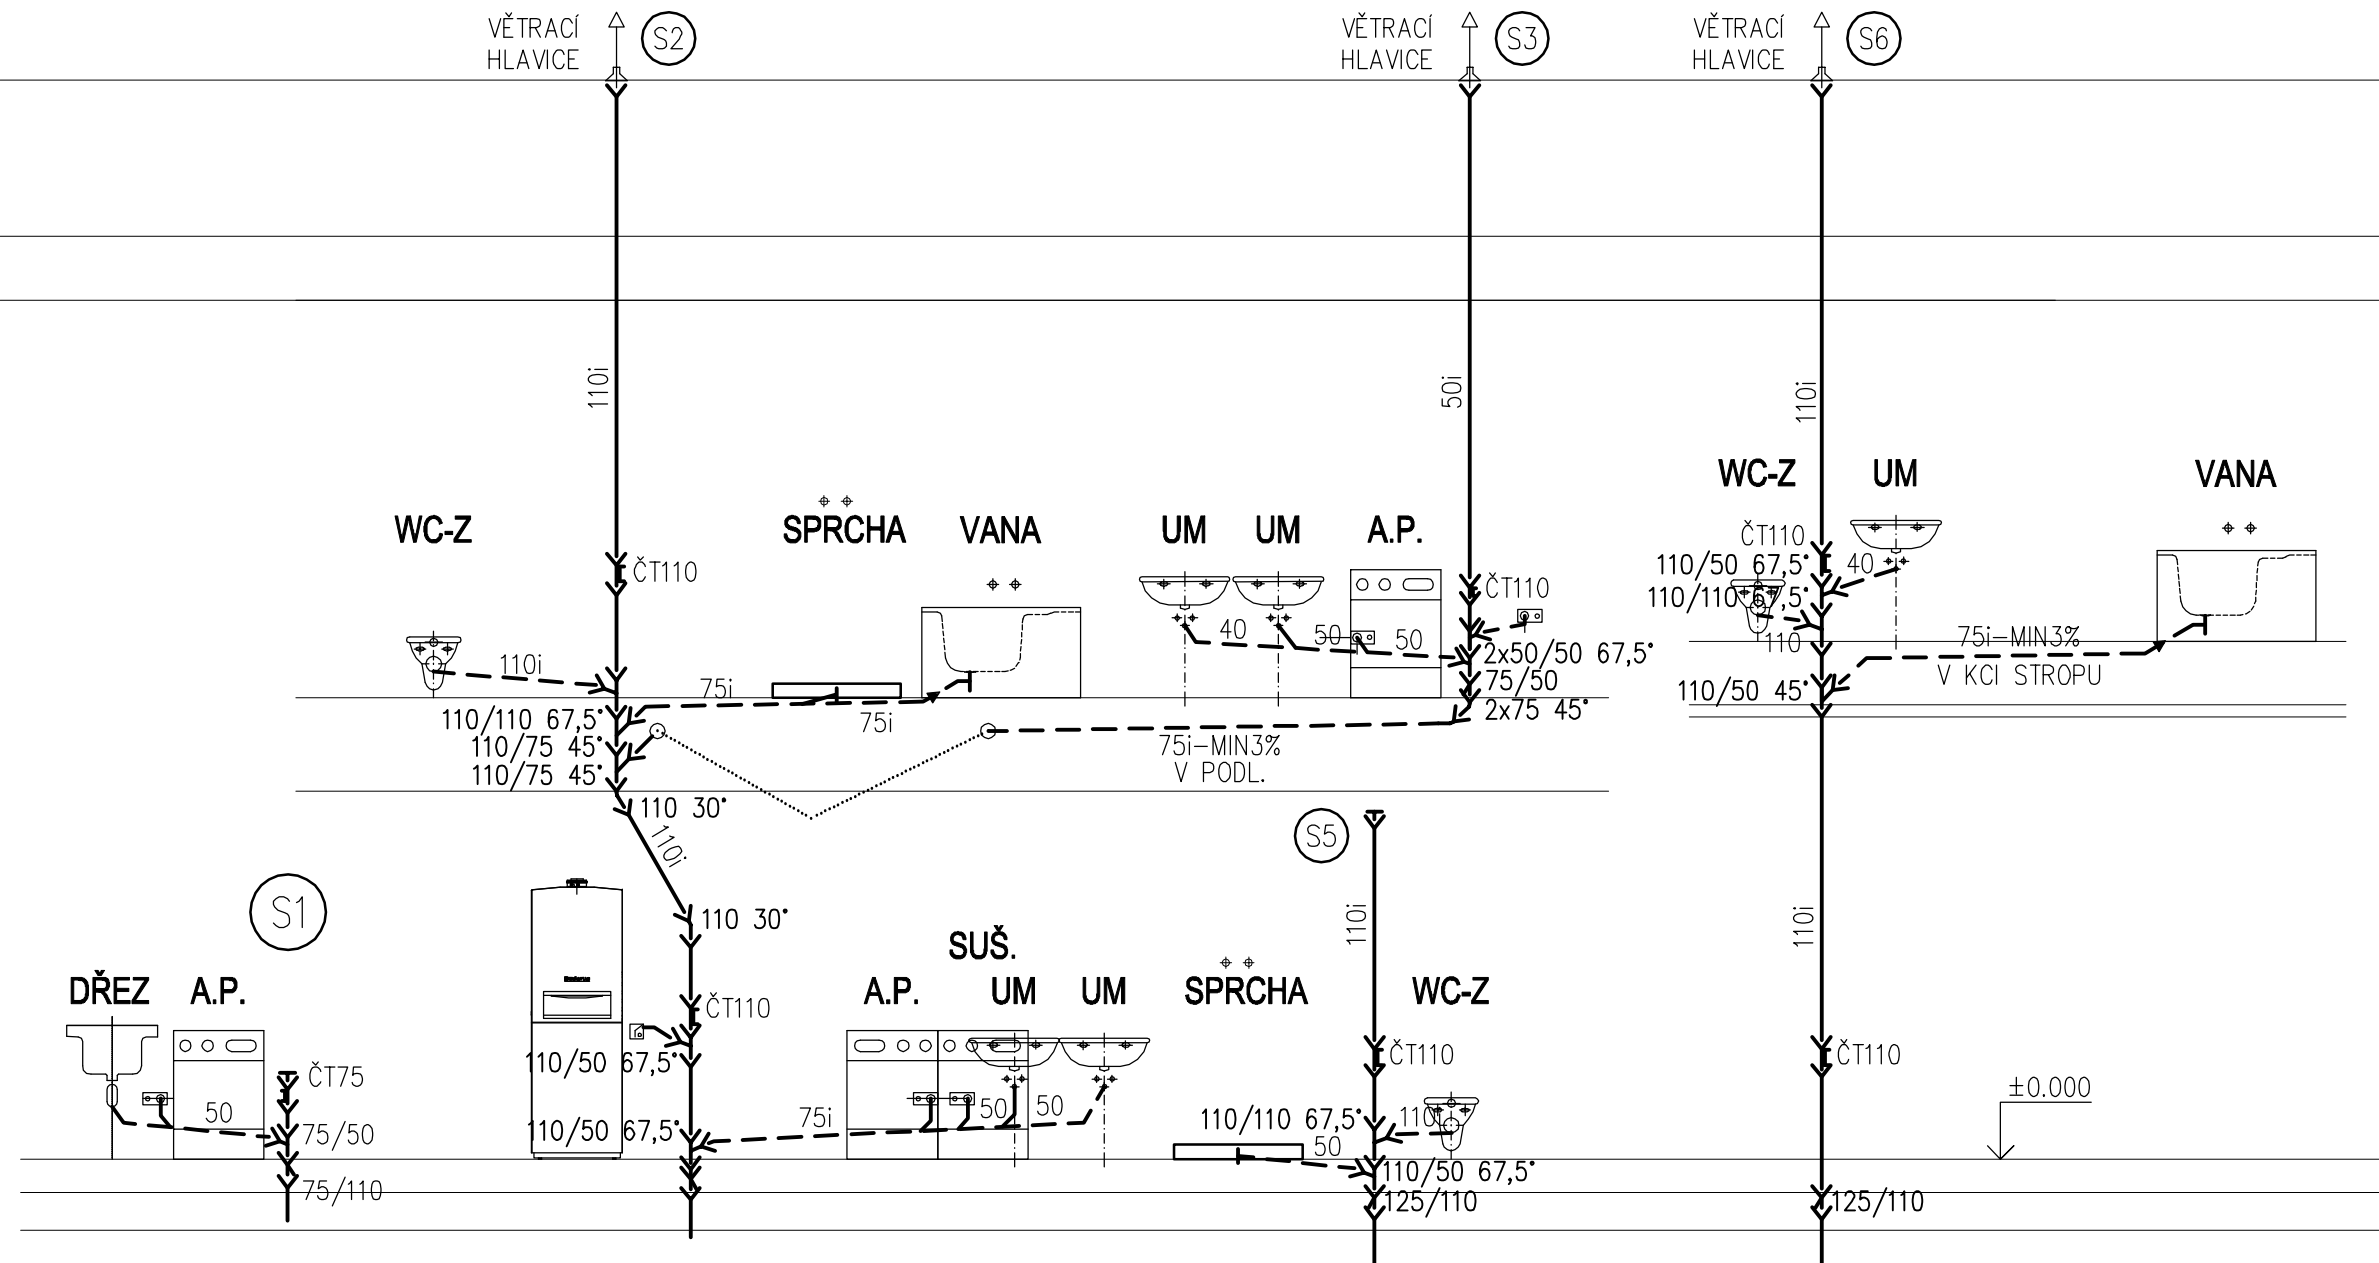 VĚTRACÍ
HLAVICE
S2
VĚTRACÍ
HLAVICE
S3
VĚTRACÍ
HLAVICE
S6
110i
50i
110i
WC-Z
SPRCHA
VANA
UM
UM
A.P.
WC-Z
UM
VANA
ČT110
ČT110
ČT110
110/50 67,5°
40
110/110 67,5°
110
75i-MIN3%
V KCI STROPU
110/50 45°
110i
75i
75i
40
50
50
2x50/50 67,5°
75/50
2x75 45°
110/110 67,5°
110/75 45°
110/75 45°
75i-MIN3%
V PODL.
110 30°
110i
110 30°
S5
110i
110i
S1
DŘEZ
A.P.
SUŠ.
A.P.
UM
UM
SPRCHA
WC-Z
ČT75
50
75/50
75/110
ČT110
110/50 67,5°
110/50 67,5°
75i
50
50
ČT110
110/110 67,5°
110i
50
110/50 67,5°
125/110
ČT110
125/110
±0.000